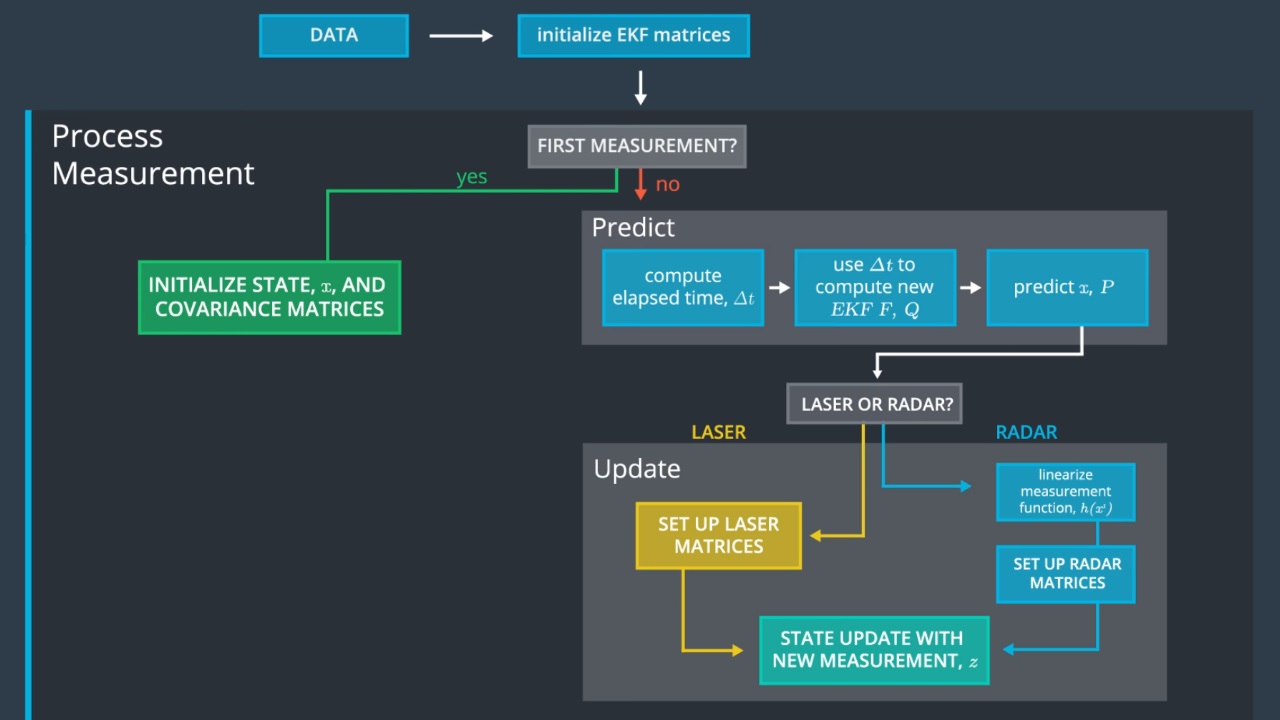 DATA
initialize EKF matrices
Process
Measurement
FIRST MEASUREMENT?
yes
no
INITIALIZE STATE, x, AND
COVARIANCE MATRICES
Predict
compute
elapsed time, Δt
use Δt to
compute new
EKF F, Q
predict x, P
LASER OR RADAR?
LASER
RADAR
Update
SET UP LASER
MATRICES
linearize
measurement
function, h(x')
SET UP RADAR
MATRICES
STATE UPDATE WITH
NEW MEASUREMENT, z